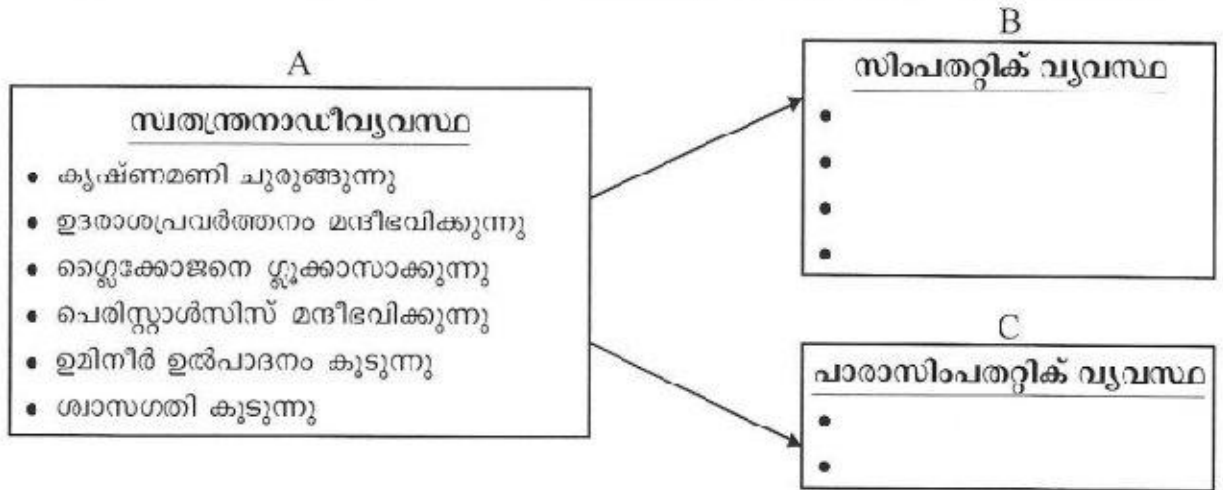 A
സ്വതന്ത്രനാഡീവ്യവസ്ഥ
• കൃഷ്ണമണി ചുരുങ്ങുന്നു
• ഉദരാശപ്രവർത്തനം മന്ദീഭവിക്കുന്നു
• ഗ്ലൈക്കോജനെ ഗ്ലൂക്കാസാക്കുന്നു
• പെരിസ്റ്റാൾസിസ് മന്ദീഭവിക്കുന്നു
• ഉമിനീർ ഉൽപാദനം കൂടുന്നു
• ശ്വാസഗതി കൂടുന്നു
B
സിംപതറ്റിക് വ്യവസ്ഥ
C
പാരാസിംപതറ്റിക് വ്യവസ്ഥ